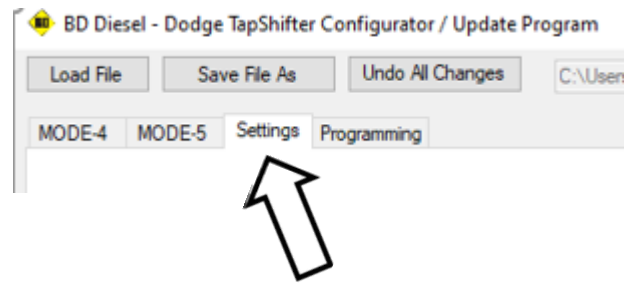 BD Diesel - Dodge TapShifter Configurator / Update Program
Load File Save File As Undo All Changes C:\Users
MODE-4 MODE-5 Settings Programming